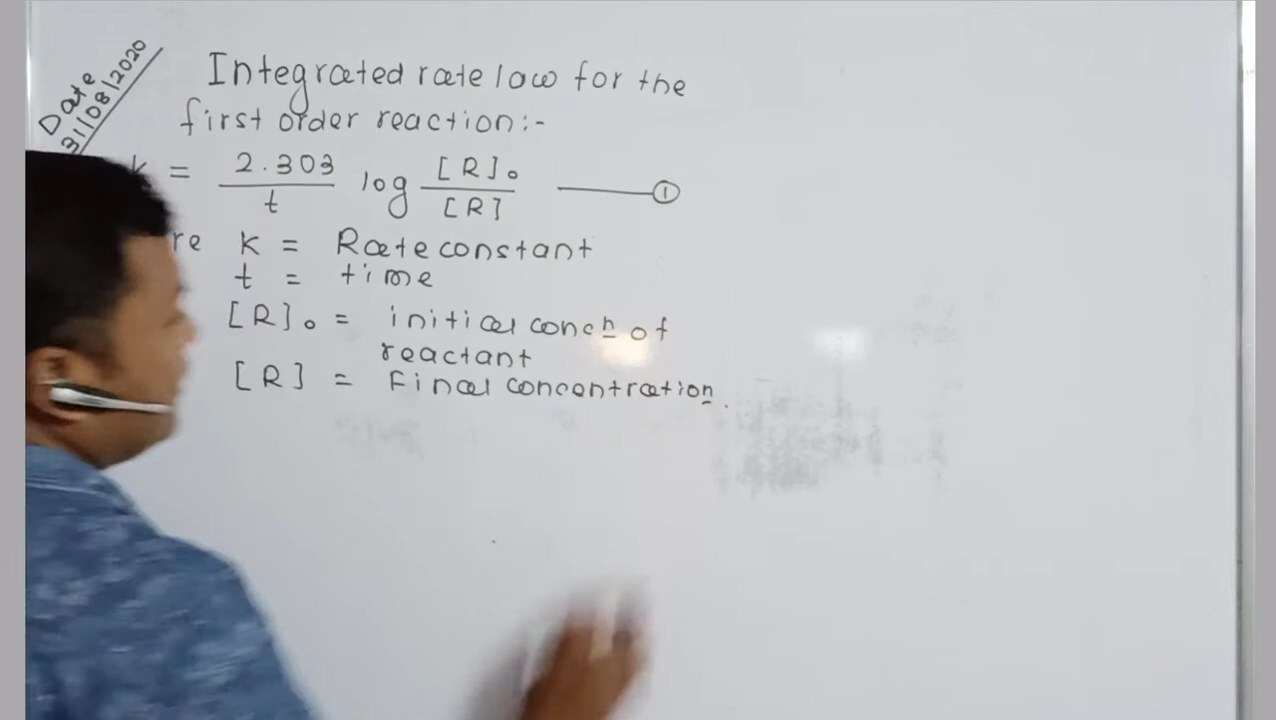 Date
31/08/2020
Integrated rate law for the
first order reaction:-
k = 2.303/t log [R]₀/[R] —— ①
re k = Rate constant
t = time
[R]₀ = initial concn of
reactant
[R] = Final concentration.